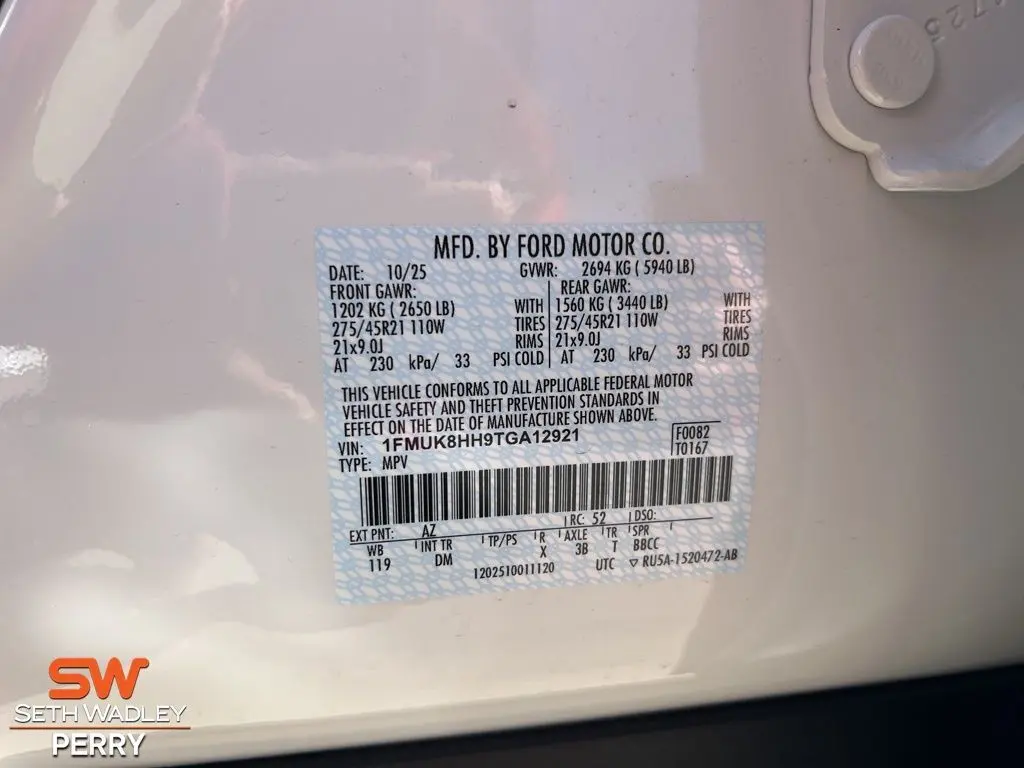 4725
MFD. BY FORD MOTOR CO.
DATE: 10/25 GVWR: 2694 KG ( 5940 LB)
FRONT GAWR: REAR GAWR:
1202 KG ( 2650 LB) WITH 1560 KG ( 3440 LB) WITH
275/45R21 110W TIRES 275/45R21 110W TIRES
21x9.0J RIMS 21x9.0J RIMS
AT 230 kPa/ 33 PSI COLD AT 230 kPa/ 33 PSI COLD
THIS VEHICLE CONFORMS TO ALL APPLICABLE FEDERAL MOTOR
VEHICLE SAFETY AND THEFT PREVENTION STANDARDS IN
EFFECT ON THE DATE OF MANUFACTURE SHOWN ABOVE.
VIN: 1FMUK8HH9TGA12921 F0082
TYPE: MPV T0167
EXT PNT: AZ RC: 52 DSO:
WB INT TR TP/PS R AXLE TR SPR
119 DM X 3B T BBCC
1202510011120 UTC ▽ RU5A-1520472-AB
SW
SETH WADLEY
PERRY